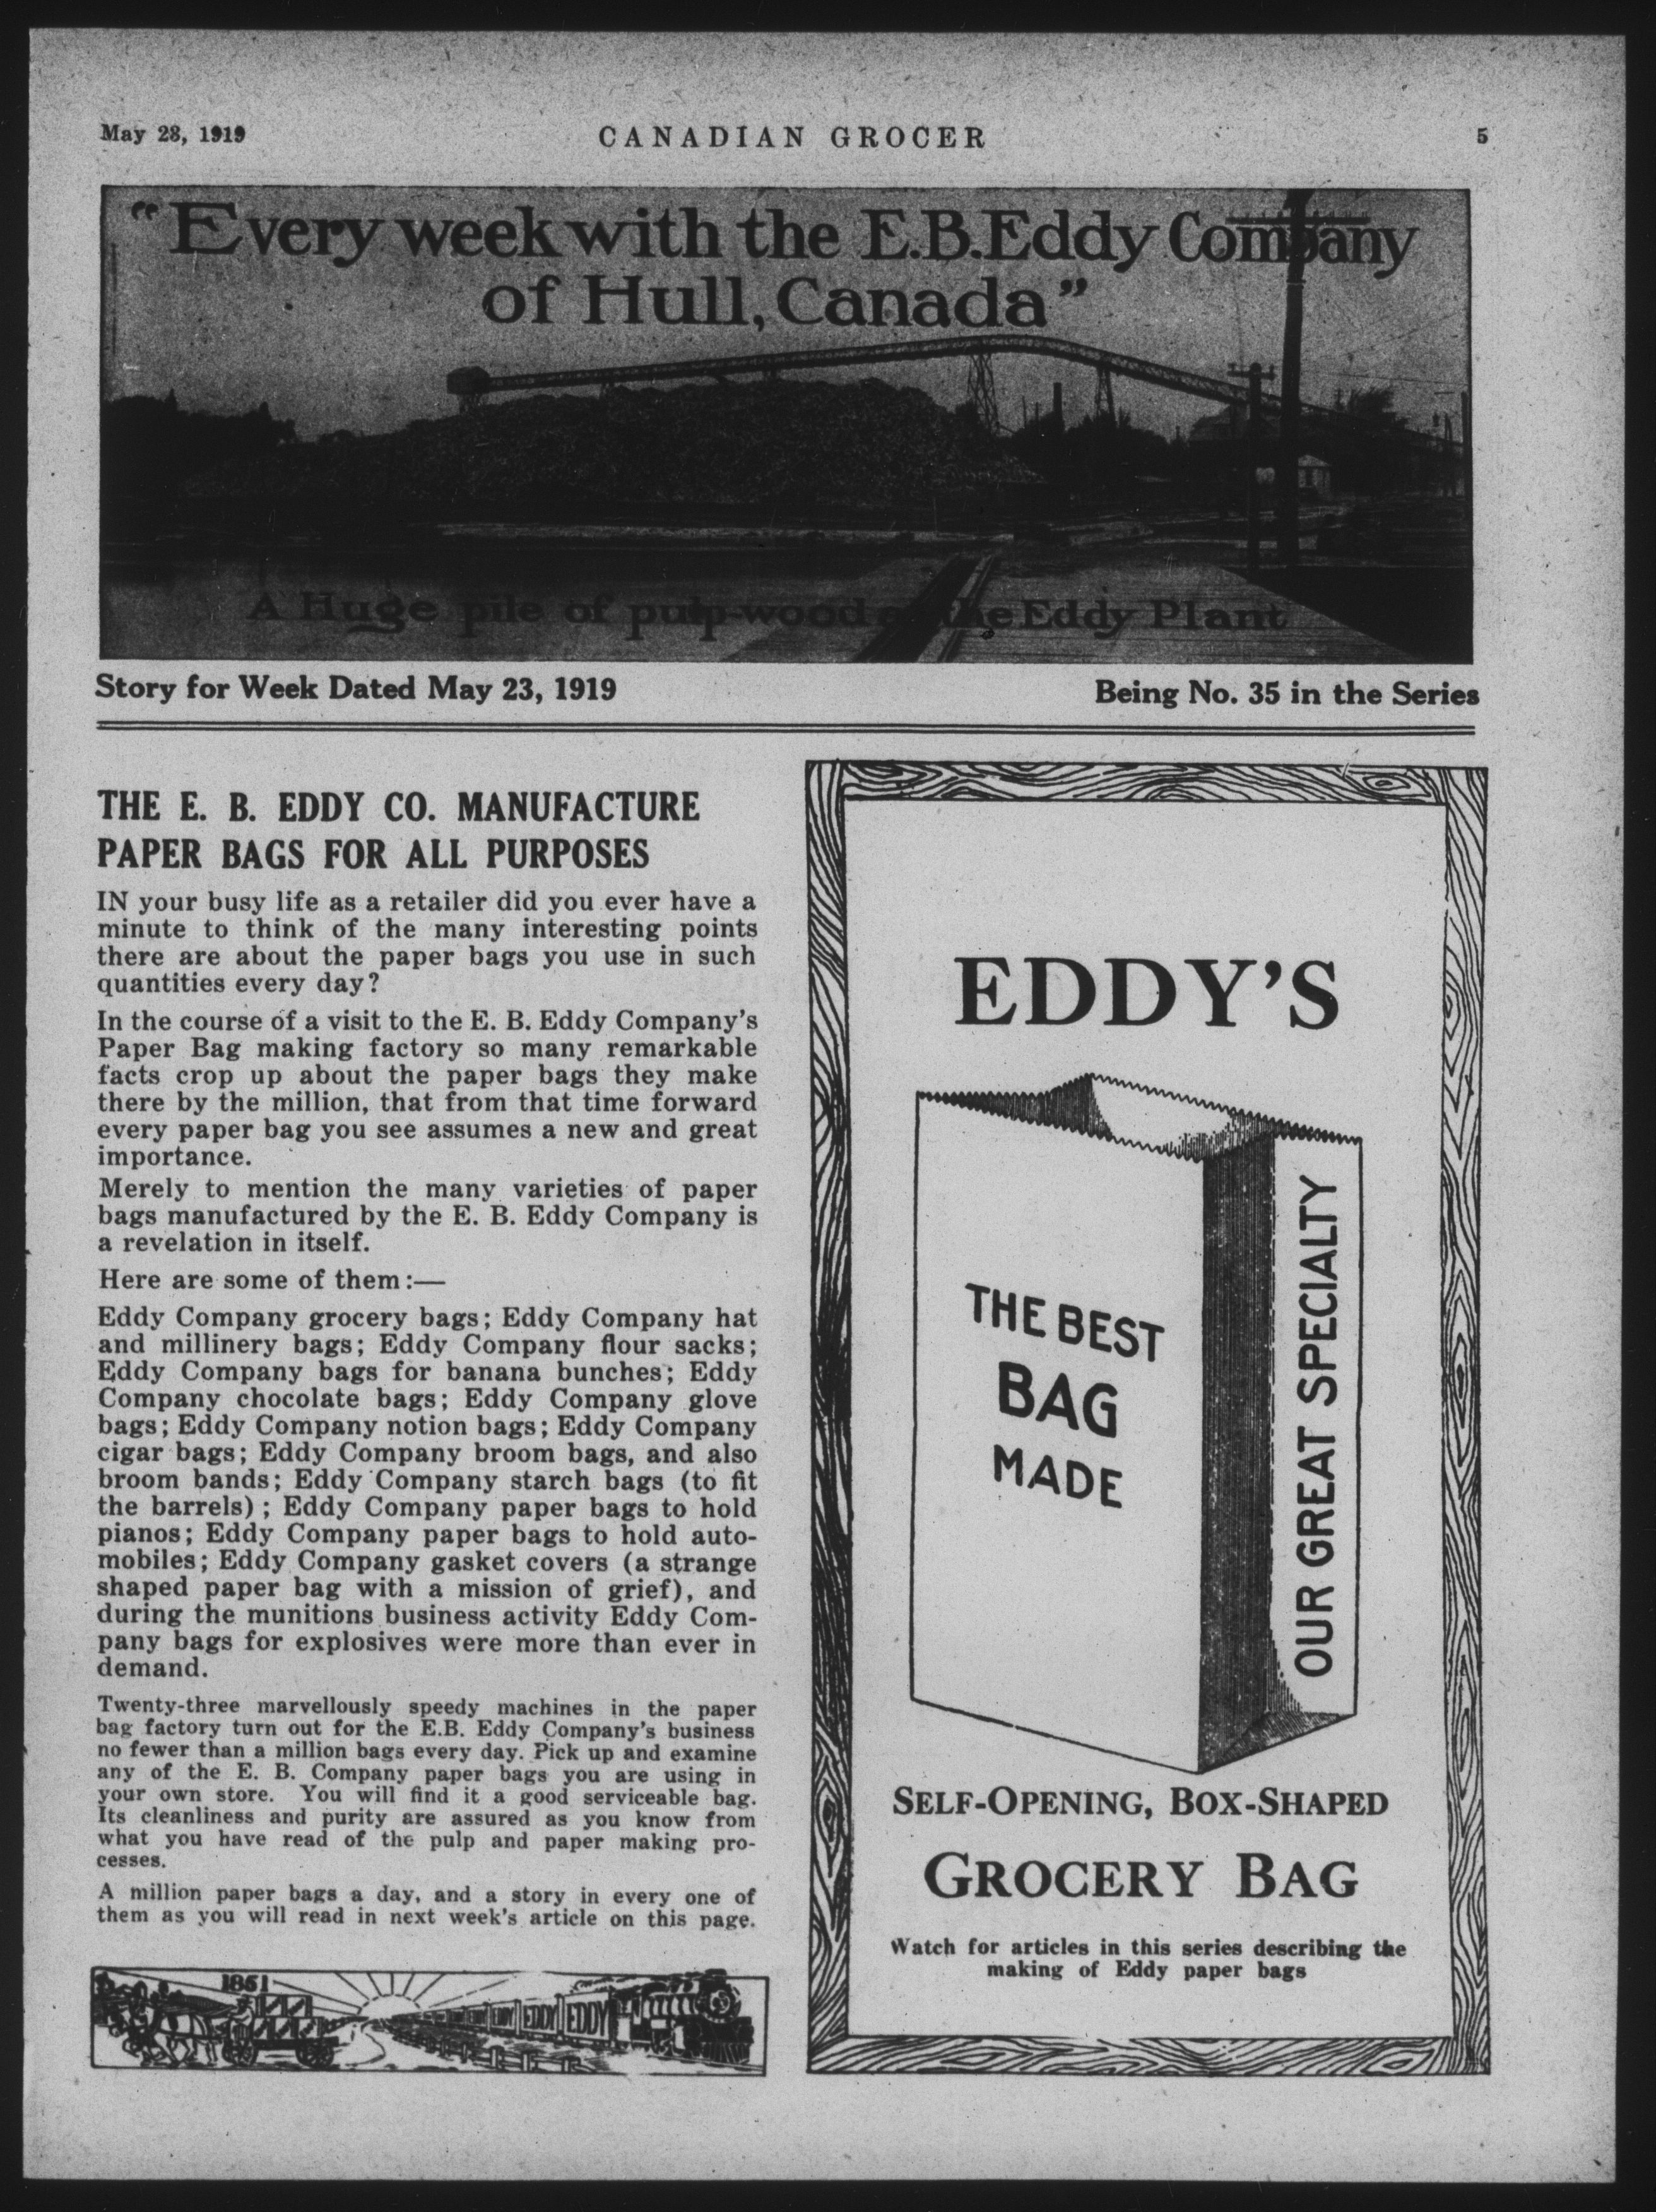 May 23, 1919
CANADIAN GROCER
5
"Every week with the E.B.Eddy Company
of Hull, Canada"
A Huge pile of pulp-wood at the Eddy Plant
Story for Week Dated May 23, 1919
Being No. 35 in the Series
THE E. B. EDDY CO. MANUFACTURE
PAPER BAGS FOR ALL PURPOSES
IN your busy life as a retailer did you ever have a
minute to think of the many interesting points
there are about the paper bags you use in such
quantities every day?
In the course of a visit to the E. B. Eddy Company's
Paper Bag making factory so many remarkable
facts crop up about the paper bags they make
there by the million, that from that time forward
every paper bag you see assumes a new and great
importance.
Merely to mention the many varieties of paper
bags manufactured by the E. B. Eddy Company is
a revelation in itself.
Here are some of them:—
Eddy Company grocery bags; Eddy Company hat
and millinery bags; Eddy Company flour sacks;
Eddy Company bags for banana bunches; Eddy
Company chocolate bags; Eddy Company glove
bags; Eddy Company notion bags; Eddy Company
cigar bags; Eddy Company broom bags, and also
broom bands; Eddy Company starch bags (to fit
the barrels); Eddy Company paper bags to hold
pianos; Eddy Company paper bags to hold auto-
mobiles; Eddy Company gasket covers (a strange
shaped paper bag with a mission of grief), and
during the munitions business activity Eddy Com-
pany bags for explosives were more than ever in
demand.
Twenty-three marvellously speedy machines in the paper
bag factory turn out for the E.B. Eddy Company's business
no fewer than a million bags every day. Pick up and examine
any of the E. B. Company paper bags you are using in
your own store. You will find it a good serviceable bag.
Its cleanliness and purity are assured as you know from
what you have read of the pulp and paper making pro-
cesses.
A million paper bags a day, and a story in every one of
them as you will read in next week's article on this page.
1851
EDDY EDDY EDDY
EDDY'S
THE BEST
BAG
MADE
OUR GREAT SPECIALTY
SELF-OPENING, BOX-SHAPED
GROCERY BAG
Watch for articles in this series describing the
making of Eddy paper bags